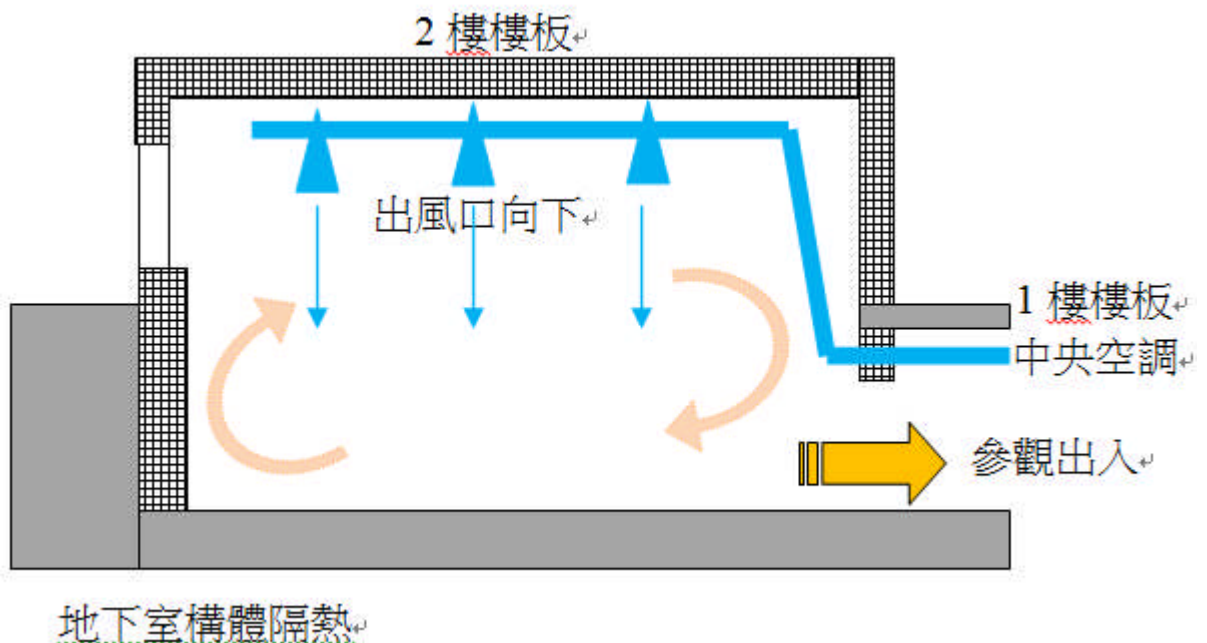 2 樓樓板
出風口向下
1 樓樓板
中央空調
參觀出入
地下室構體隔熱